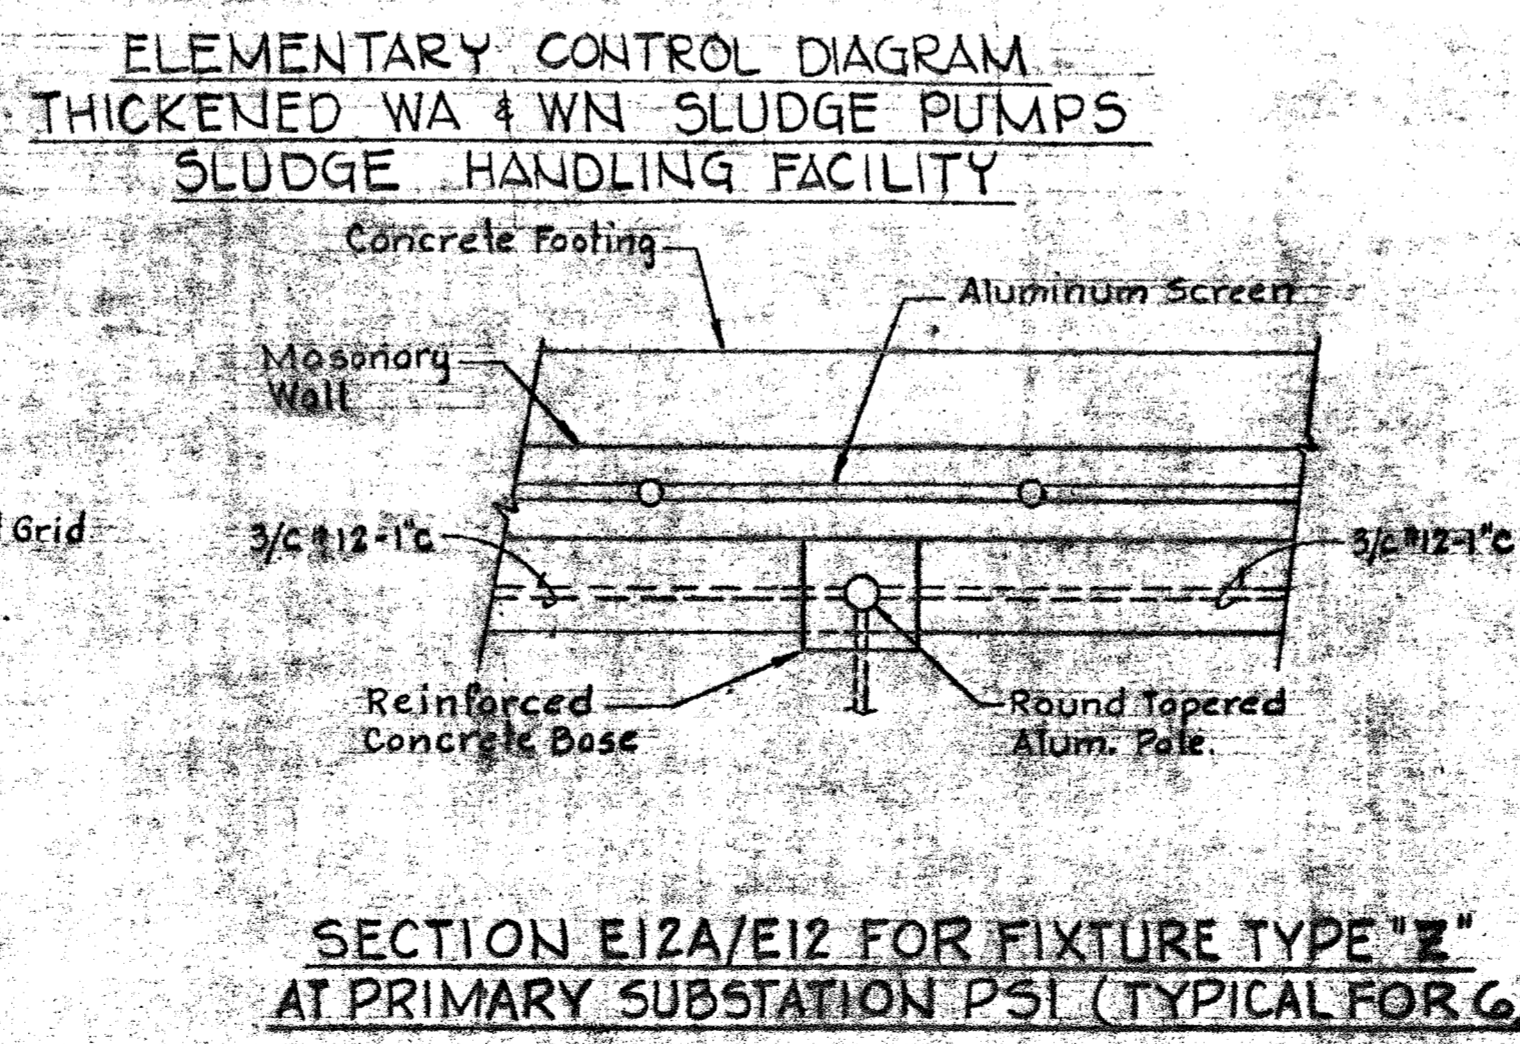 ELEMENTARY CONTROL DIAGRAM
THICKENED WA & WN SLUDGE PUMPS
SLUDGE HANDLING FACILITY
Concrete Footing
Aluminum Screen
Masonary
Wall
Grid
3/C #12-1"C
3/C #12-1"C
Reinforced
Concrete Base
Round Tapered
Alum. Pole.
SECTION E12A/E12 FOR FIXTURE TYPE "Z"
AT PRIMARY SUBSTATION PS1 (TYPICAL FOR 6